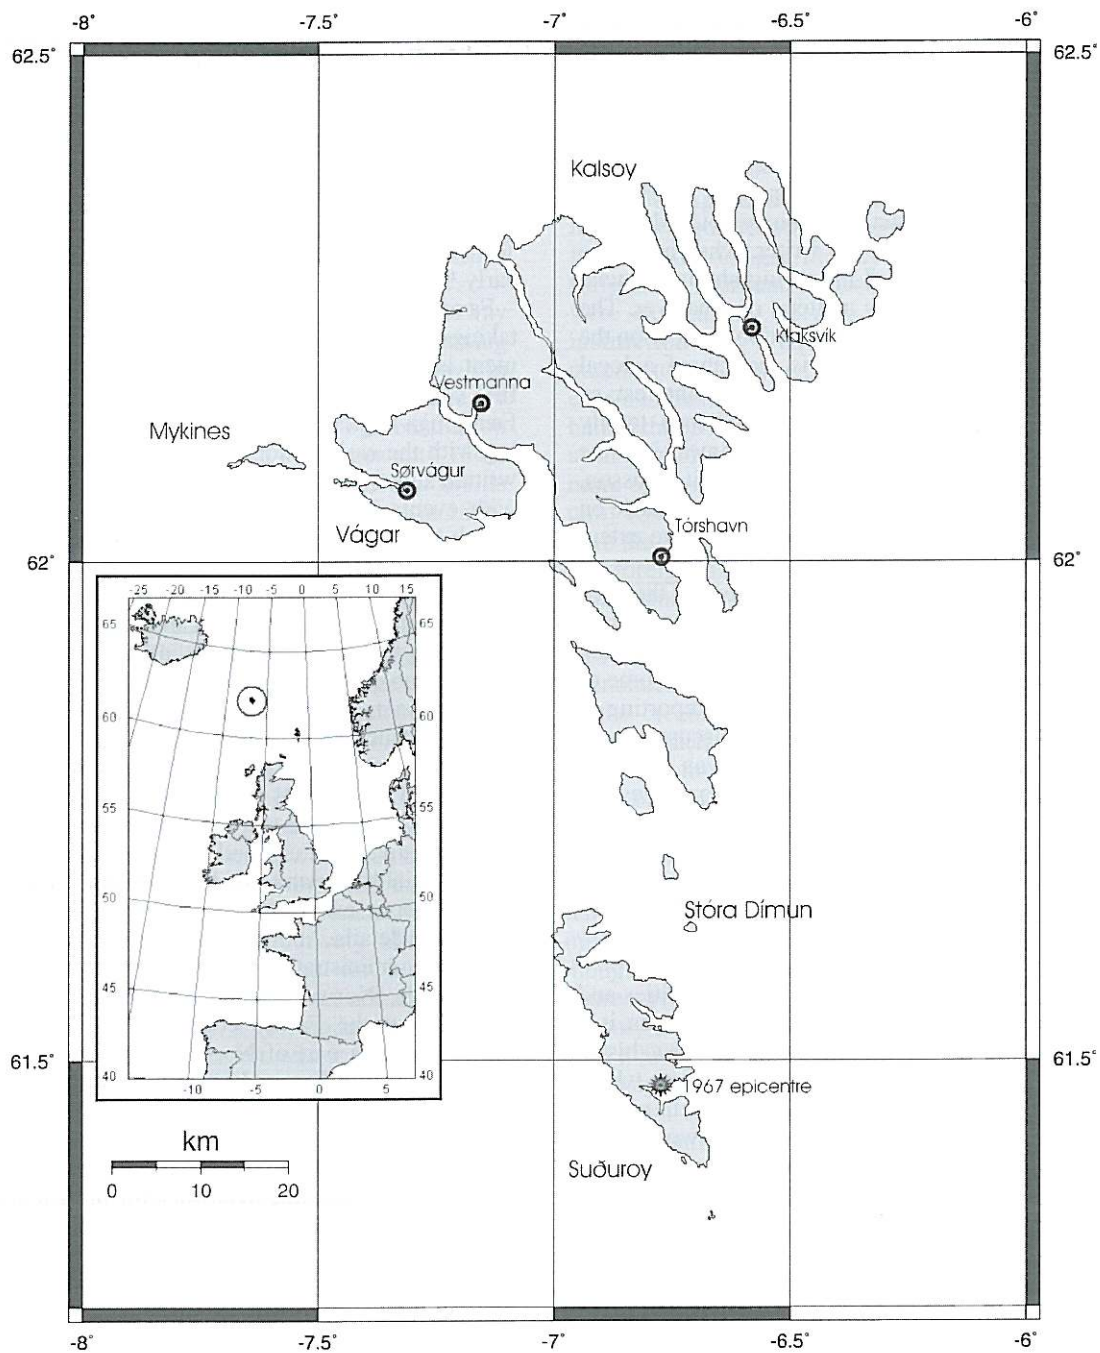 -8° -7.5° -7° -6.5° -6°
62.5° 62.5°
Kalsoy
Klaksvík
Vestmanna
Mykines
Sørvágur
Tórshavn
Vágar
62° 62°
-25 -20 -15 -10 -5 0 5 10 15
65 65
60 60
55 55
50 50
45 45
40 40
-10 -5 0 5
Stóra Dímun
61.5° 61.5°
1967 epicentre
km
Suðuroy
0 10 20
-8° -7.5° -7° -6.5° -6°